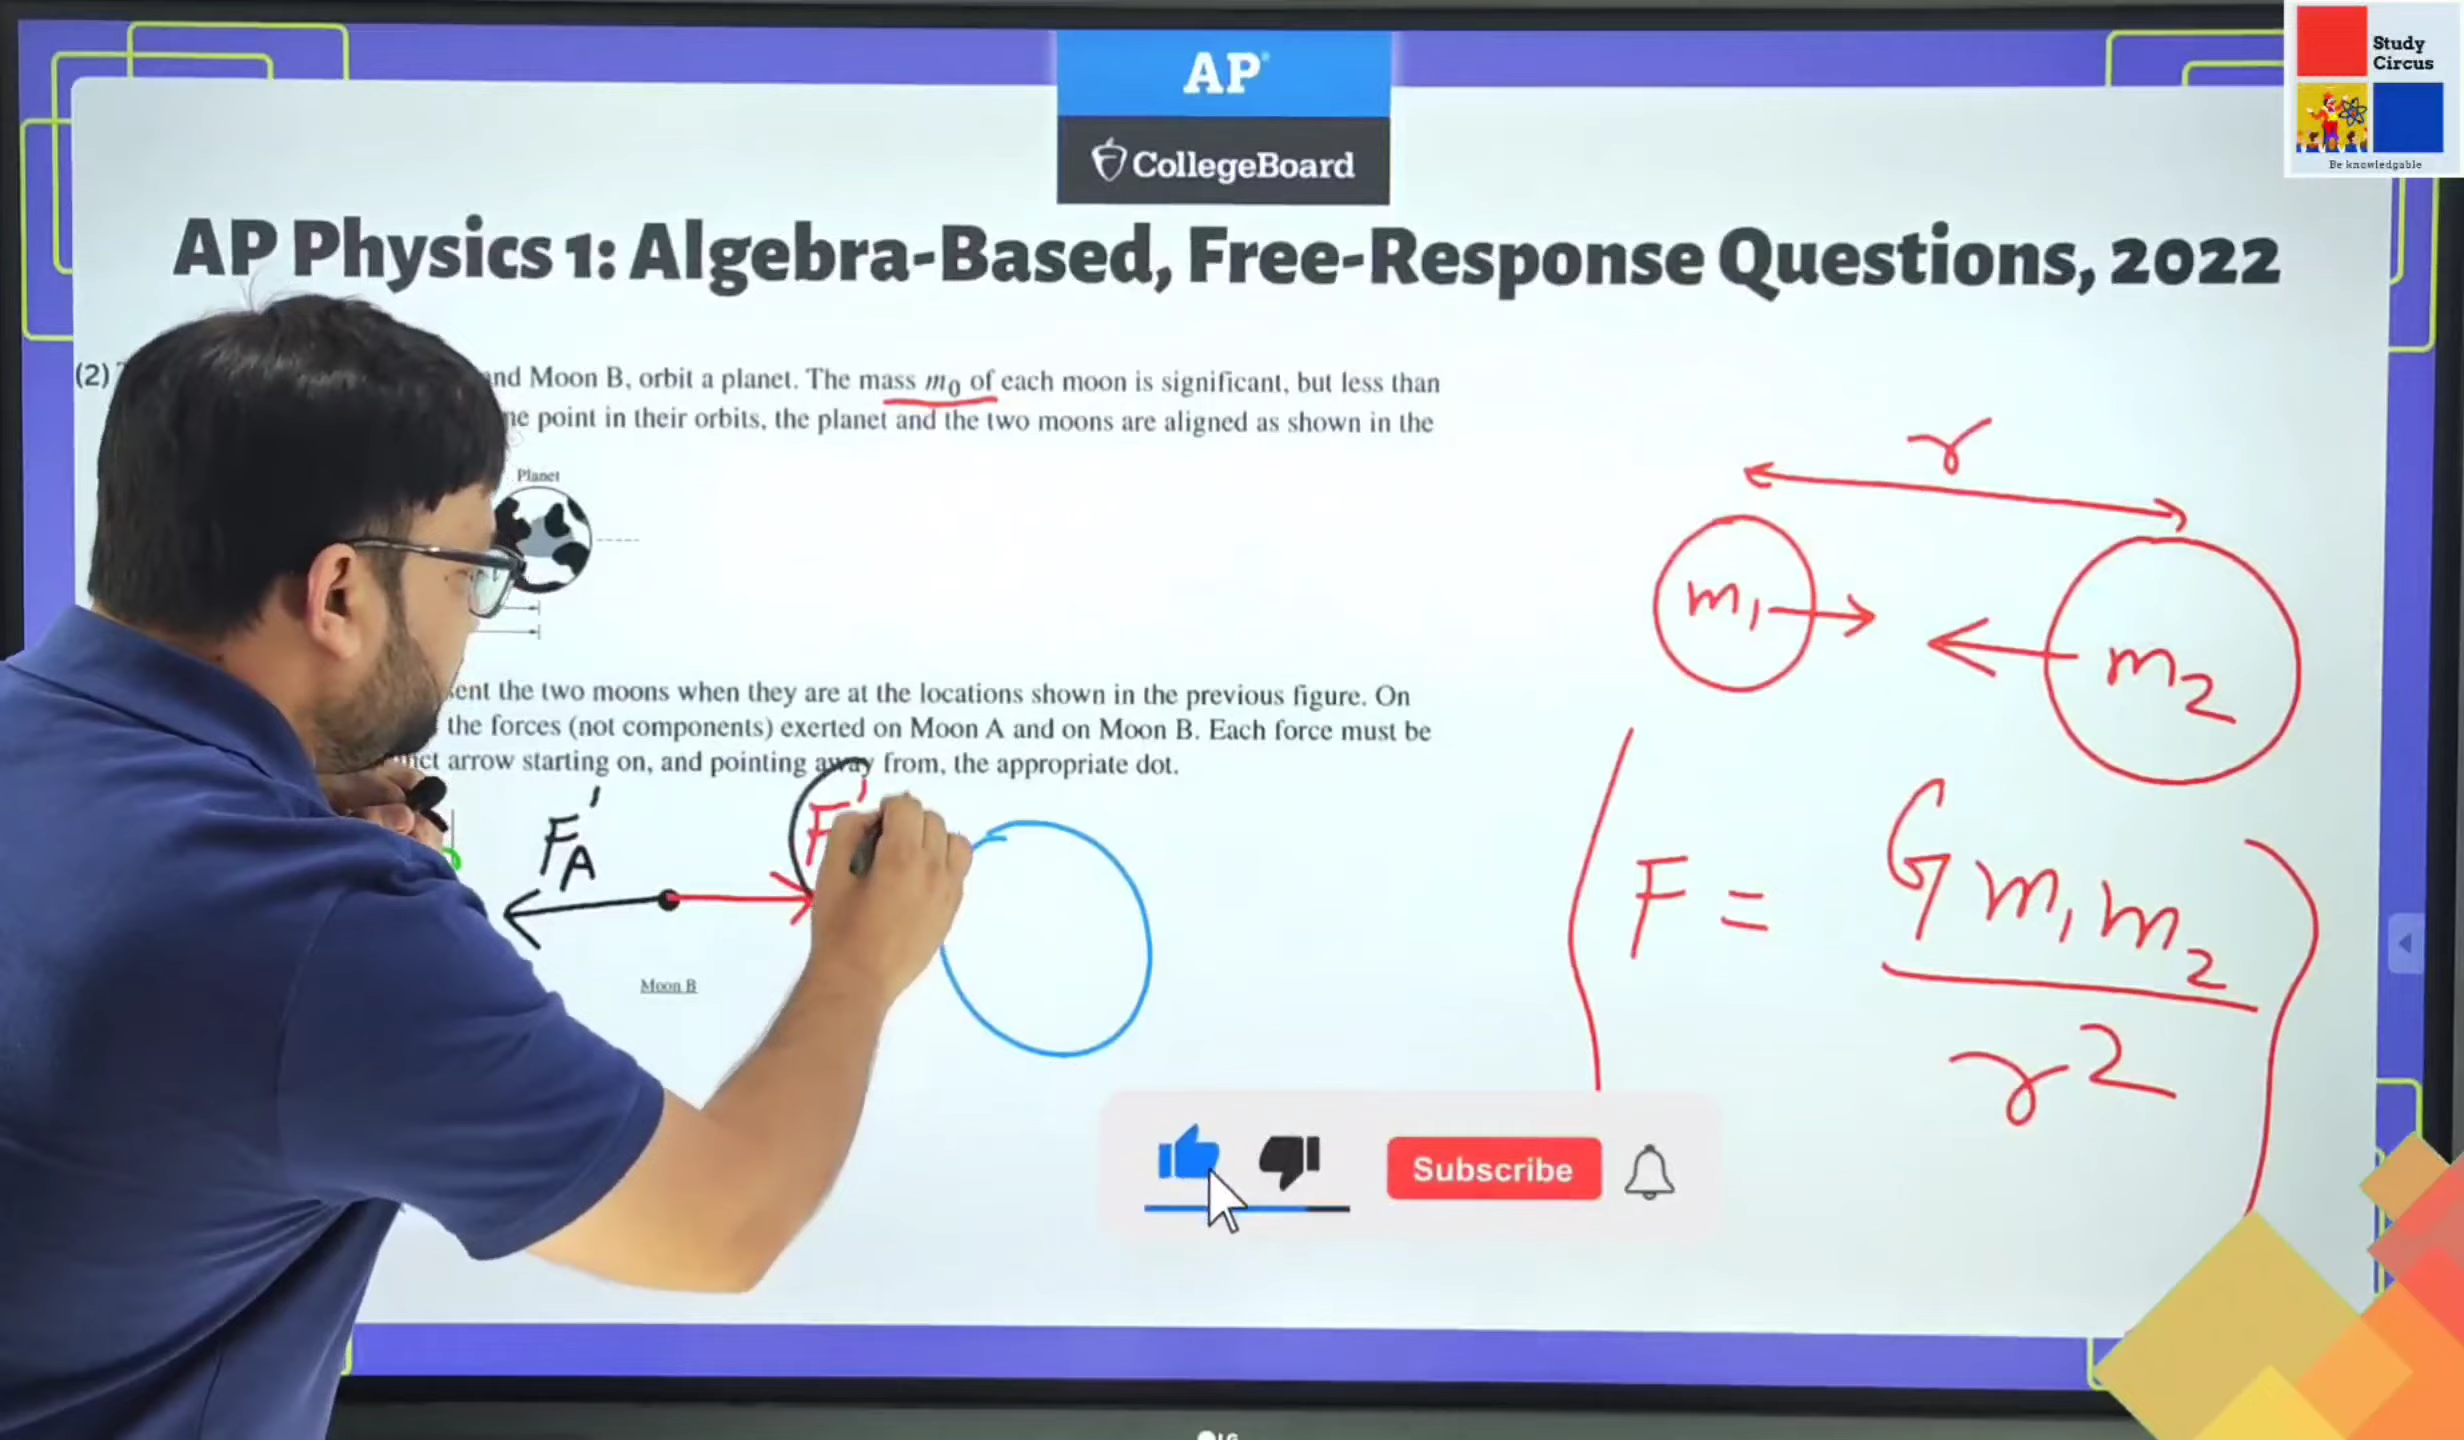 AP
CollegeBoard
Study
Circus
Be knowledgable
AP Physics 1: Algebra-Based, Free-Response Questions, 2022
(2)
and Moon B, orbit a planet. The mass m0 of each moon is significant, but less than
point in their orbits, the planet and the two moons are aligned as shown in the
Planet
the two moons when they are at the locations shown in the previous figure. On
the forces (not components) exerted on Moon A and on Moon B. Each force must be
arrow starting on, and pointing away from, the appropriate dot.
FA'
F'
Moon B
r
m1
m2
F = Gm1m2
r2
Subscribe
LG